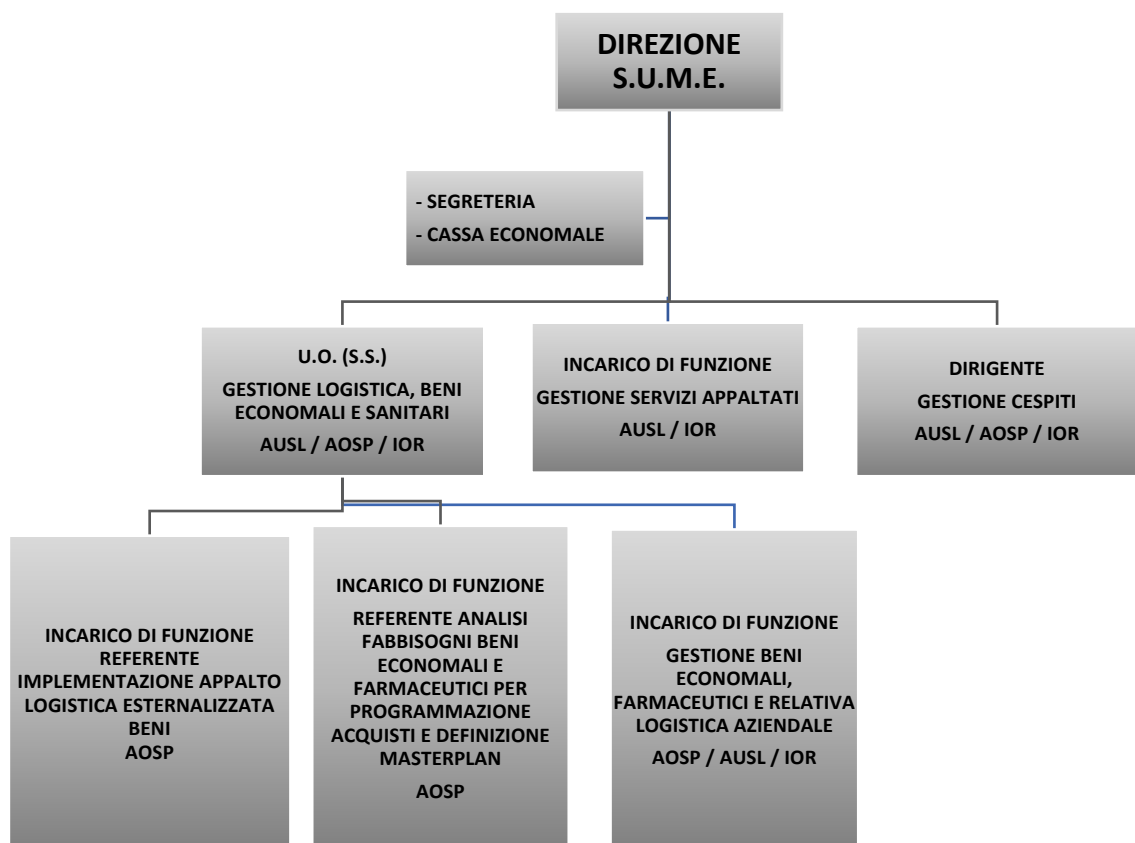 DIREZIONE
S.U.M.E.
- SEGRETERIA
- CASSA ECONOMALE
U.O. (S.S.)
GESTIONE LOGISTICA, BENI
ECONOMALI E SANITARI
AUSL / AOSP / IOR
INCARICO DI FUNZIONE
GESTIONE SERVIZI APPALTATI
AUSL / IOR
DIRIGENTE
GESTIONE CESPITI
AUSL / AOSP / IOR
INCARICO DI FUNZIONE
REFERENTE
IMPLEMENTAZIONE APPALTO
LOGISTICA ESTERNALIZZATA
BENI
AOSP
INCARICO DI FUNZIONE
REFERENTE ANALISI
FABBISOGNI BENI
ECONOMALI E
FARMACEUTICI PER
PROGRAMMAZIONE
ACQUISTI E DEFINIZIONE
MASTERPLAN
AOSP
INCARICO DI FUNZIONE
GESTIONE BENI
ECONOMALI,
FARMACEUTICI E RELATIVA
LOGISTICA AZIENDALE
AOSP / AUSL / IOR